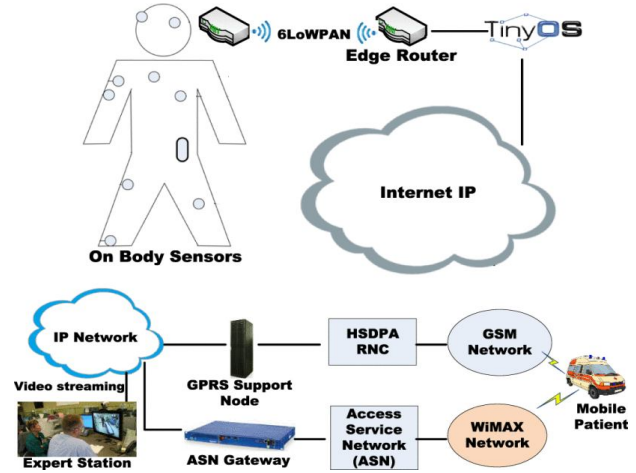 6LoWPAN
Edge Router
TinyOS
Internet IP
On Body Sensors
IP Network
HSDPA
RNC
GSM
Network
Video streaming
GPRS Support
Node
Mobile
Patient
Expert Station
ASN Gateway
Access
Service
Network
(ASN)
WiMAX
Network